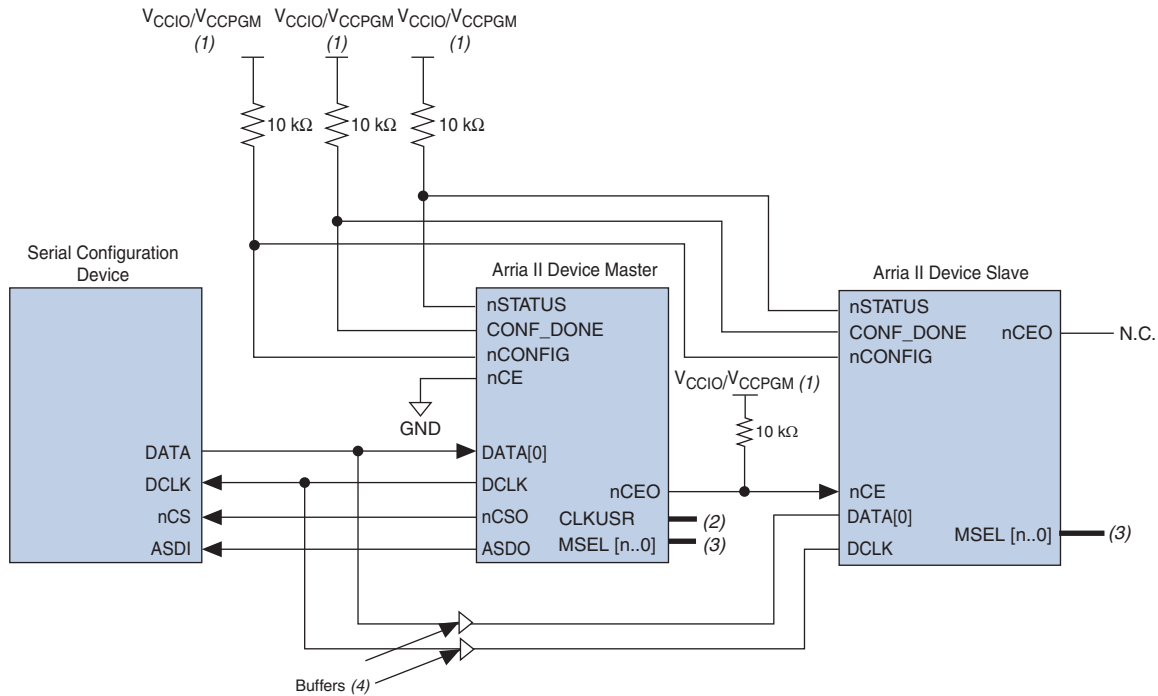 VCCIO/VCCPGM VCCIO/VCCPGM VCCIO/VCCPGM
(1) (1) (1)
10 kΩ 10 kΩ 10 kΩ
Serial Configuration
Device
DATA
DCLK
nCS
ASDI
Arria II Device Master
nSTATUS
CONF_DONE
nCONFIG
nCE
GND
DATA[0]
DCLK
nCSO
ASDO
nCEO
CLKUSR (2)
MSEL [n..0] (3)
VCCIO/VCCPGM (1)
10 kΩ
Arria II Device Slave
nSTATUS
CONF_DONE
nCONFIG
nCEO N.C.
nCE
DATA[0]
DCLK
MSEL [n..0] (3)
Buffers (4)